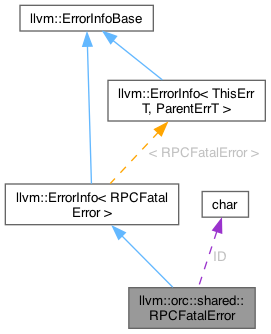 llvm::ErrorInfoBase
llvm::ErrorInfo< ThisErr
T, ParentErrT >
< RPCFatalError >
llvm::ErrorInfo< RPCFatal
Error >
char
ID
llvm::orc::shared::
RPCFatalError